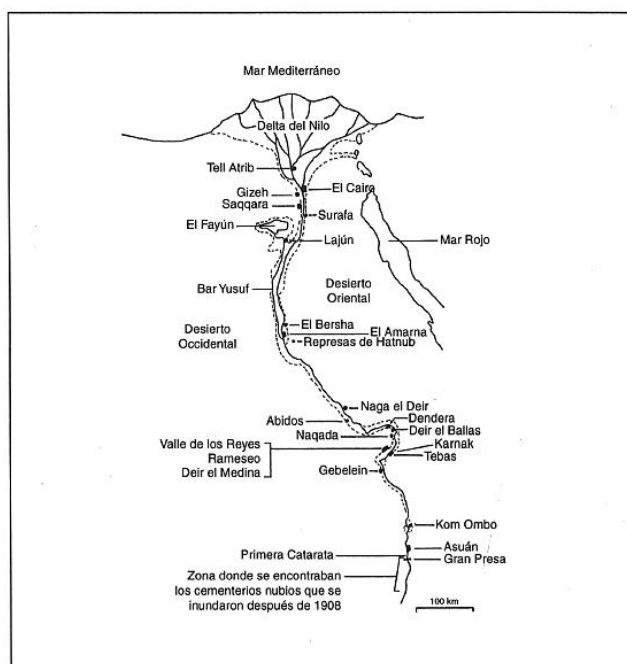 Mar Mediterráneo
Delta del Nilo
Tell Atrib
El Cairo
Gizeh
Saqqara
Surafa
El Fayún
Lajún
Mar Rojo
Desierto
Oriental
Bar Yusuf
El Bersha
Desierto
Occidental
El Amarna
Represas de Hatnub
Naga el Deir
Abidos
Dendera
Deir el Ballas
Naqada
Karnak
Valle de los Reyes
Rameseo
Deir el Medina
Tebas
Gebelein
Kom Ombo
Asuán
Primera Catarata
Gran Presa
Zona donde se encontraban
los cementerios nubios que se
inundaron después de 1908
100 km